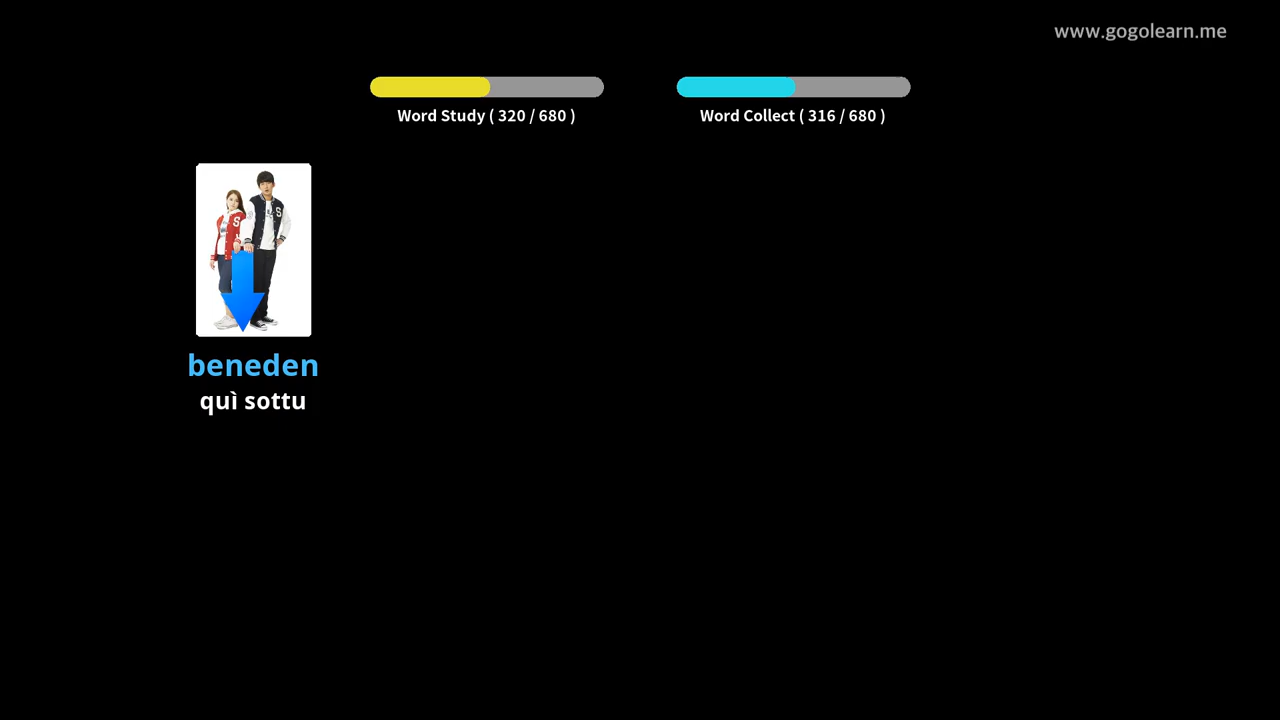 www.gogolearn.me
Word Study ( 320 / 680 )
Word Collect ( 316 / 680 )
S
S
beneden
quì sottu